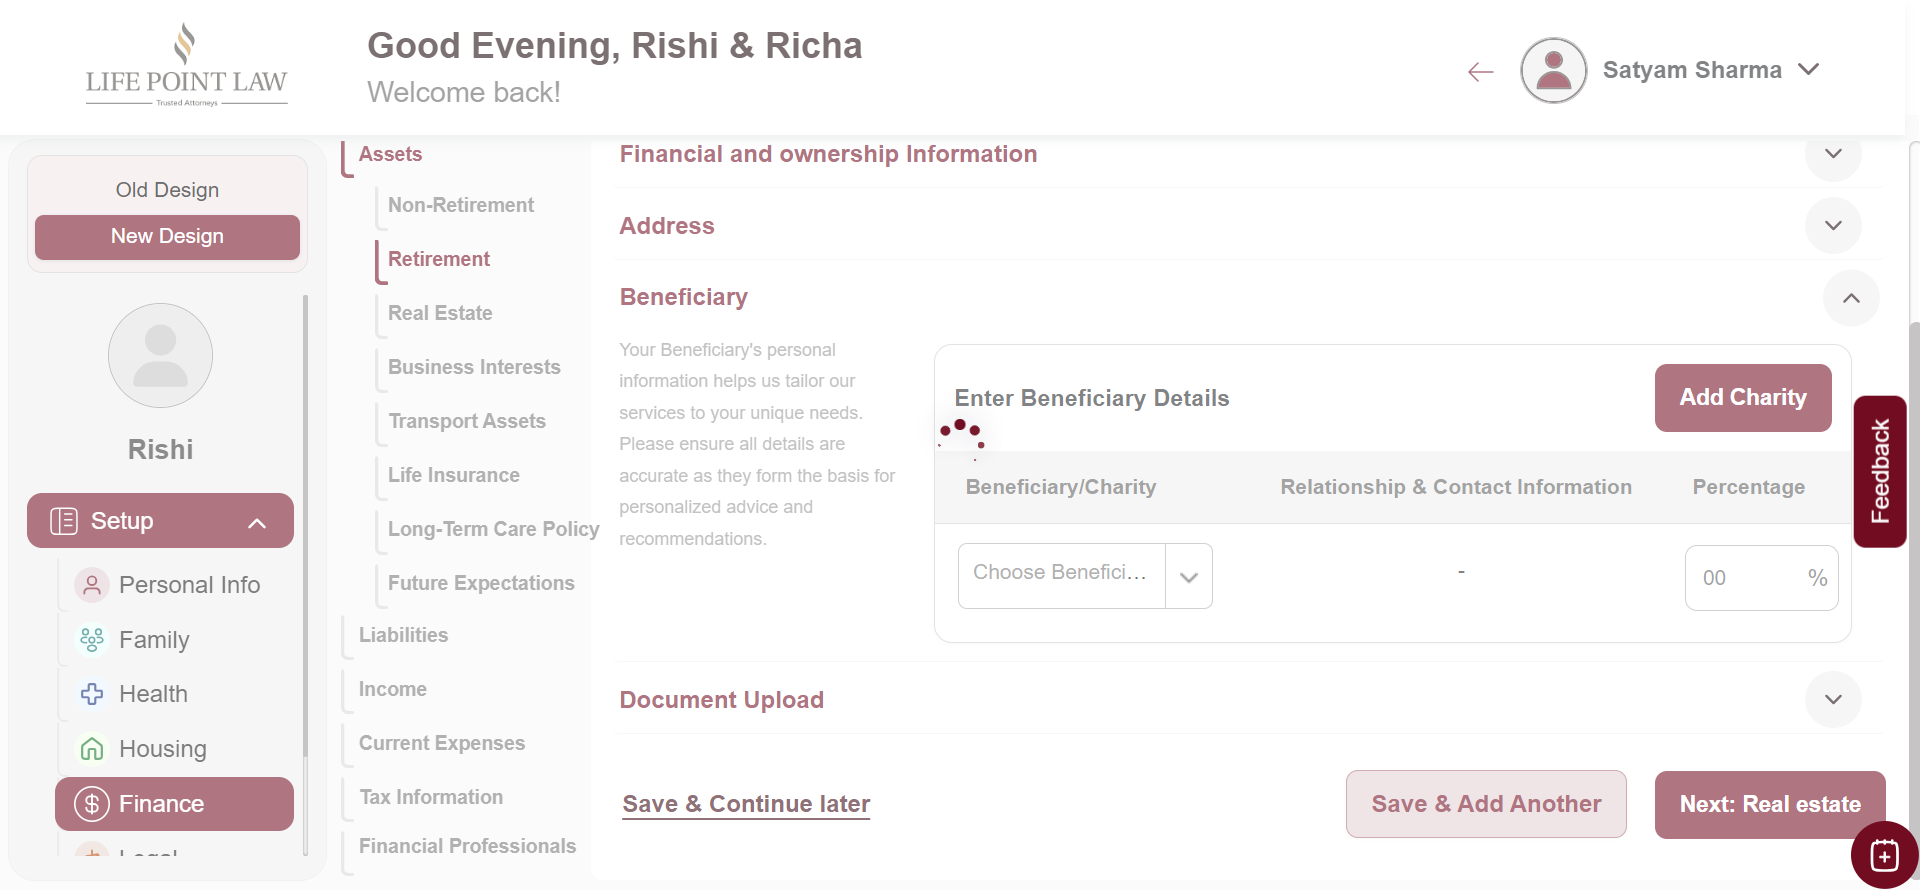 LIFE POINT LAW
Trusted Attorneys
Good Evening, Rishi & Richa
Welcome back!
Satyam Sharma
Old Design
New Design
Rishi
Setup
Personal Info
Family
Health
Housing
Finance
Legal
Assets
Non-Retirement
Retirement
Real Estate
Business Interests
Transport Assets
Life Insurance
Long-Term Care Policy
Future Expectations
Liabilities
Income
Current Expenses
Tax Information
Financial Professionals
Financial and ownership Information
Address
Beneficiary
Your Beneficiary's personal
information helps us tailor our
services to your unique needs.
Please ensure all details are
accurate as they form the basis for
personalized advice and
recommendations.
Enter Beneficiary Details
Add Charity
Beneficiary/Charity
Relationship & Contact Information
Percentage
Choose Benefici...
-
00 %
Document Upload
Save & Continue later
Save & Add Another
Next: Real estate
Feedback